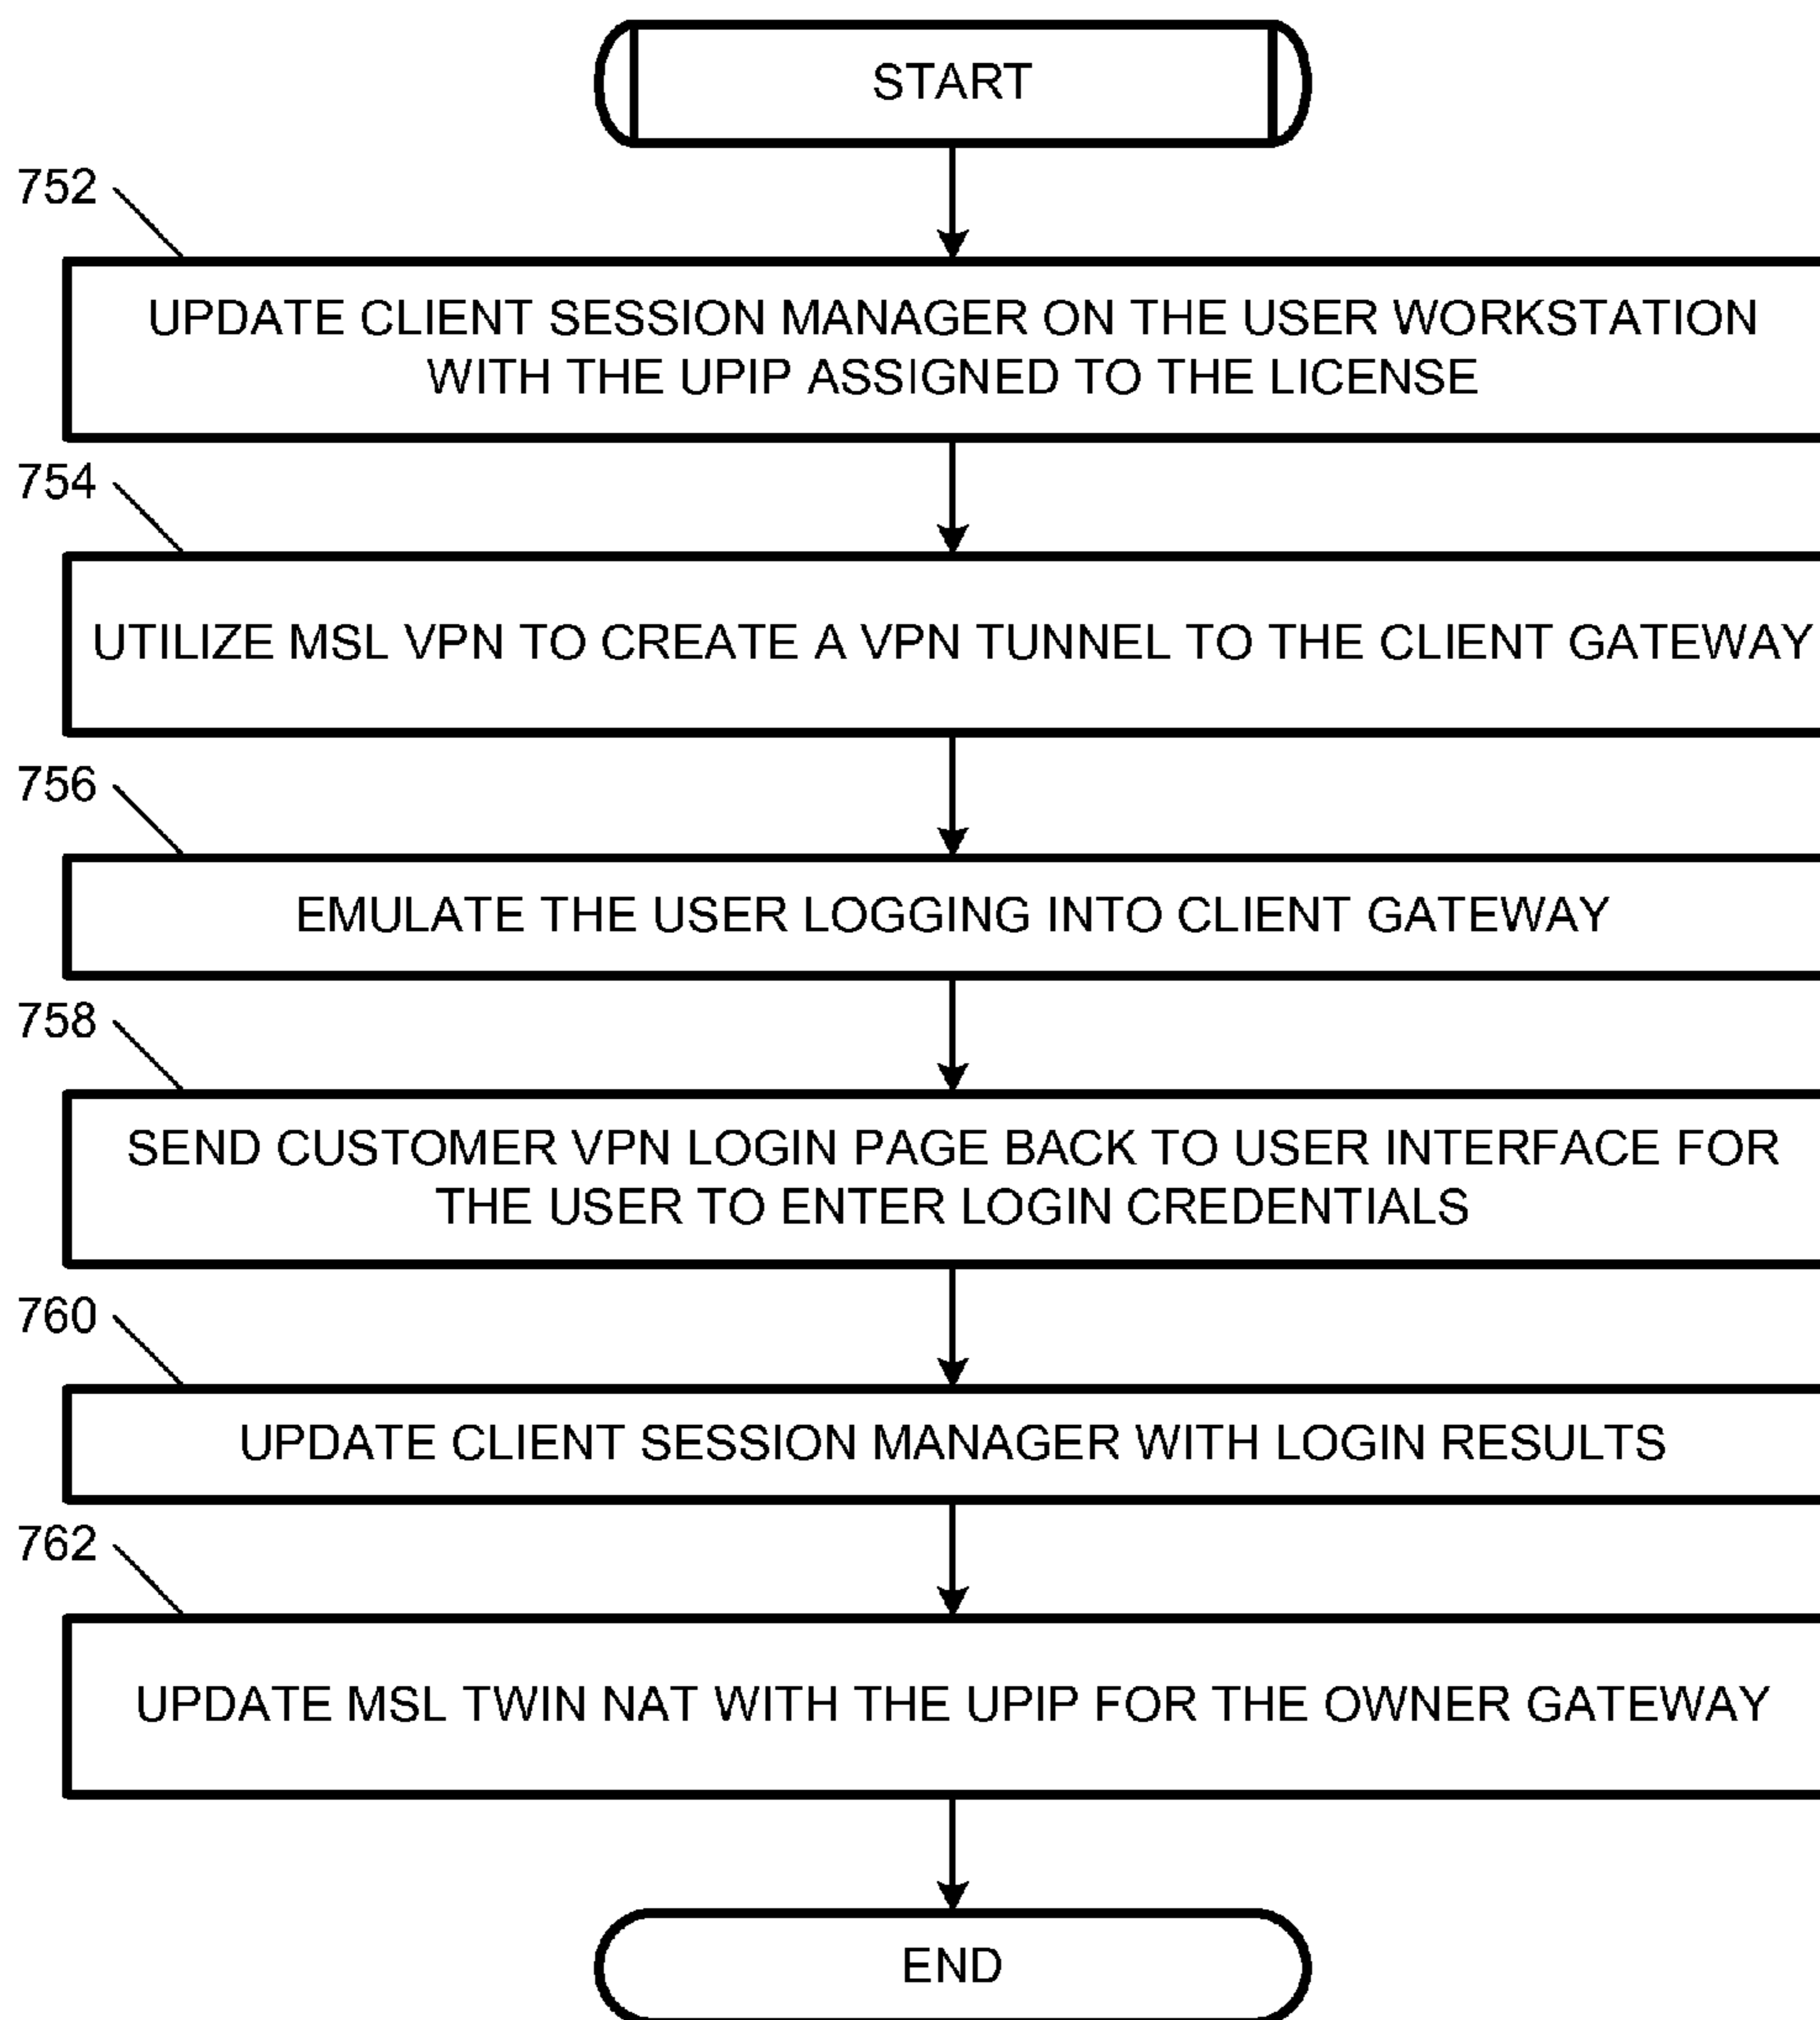 START
752
UPDATE CLIENT SESSION MANAGER ON THE USER WORKSTATION
WITH THE UPIP ASSIGNED TO THE LICENSE
754
UTILIZE MSL VPN TO CREATE A VPN TUNNEL TO THE CLIENT GATEWAY
756
EMULATE THE USER LOGGING INTO CLIENT GATEWAY
758
SEND CUSTOMER VPN LOGIN PAGE BACK TO USER INTERFACE FOR
THE USER TO ENTER LOGIN CREDENTIALS
760
UPDATE CLIENT SESSION MANAGER WITH LOGIN RESULTS
762
UPDATE MSL TWIN NAT WITH THE UPIP FOR THE OWNER GATEWAY
END